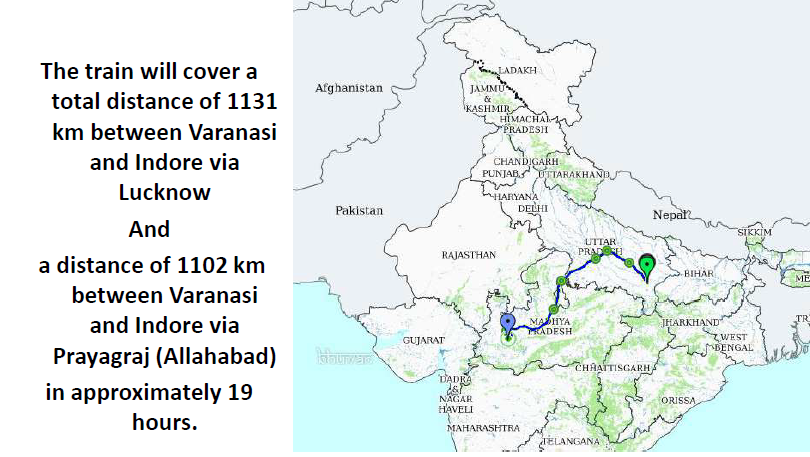 The train will cover a
total distance of 1131
km between Varanasi
and Indore via
Lucknow
And
a distance of 1102 km
between Varanasi
and Indore via
Prayagraj (Allahabad)
in approximately 19
hours.
Afghanistan
LADAKH
JAMMU
&
KASHMIR
HIMACHAL
PRADESH
CHANDIGARH
PUNJAB
UTTARAKHAND
HARYANA
DELHI
Pakistan
Nepal
SIKKIM
RAJASTHAN
UTTAR
PRADESH
BIHAR
ME
MADHYA
PRADESH
JHARKHAND
TR
WEST
BENGAL
GUJARAT
bhuvan
CHHATTISGARH
DADRA
&
NAGAR
HAVELI
ORISSA
MAHARASHTRA
TELANGANA